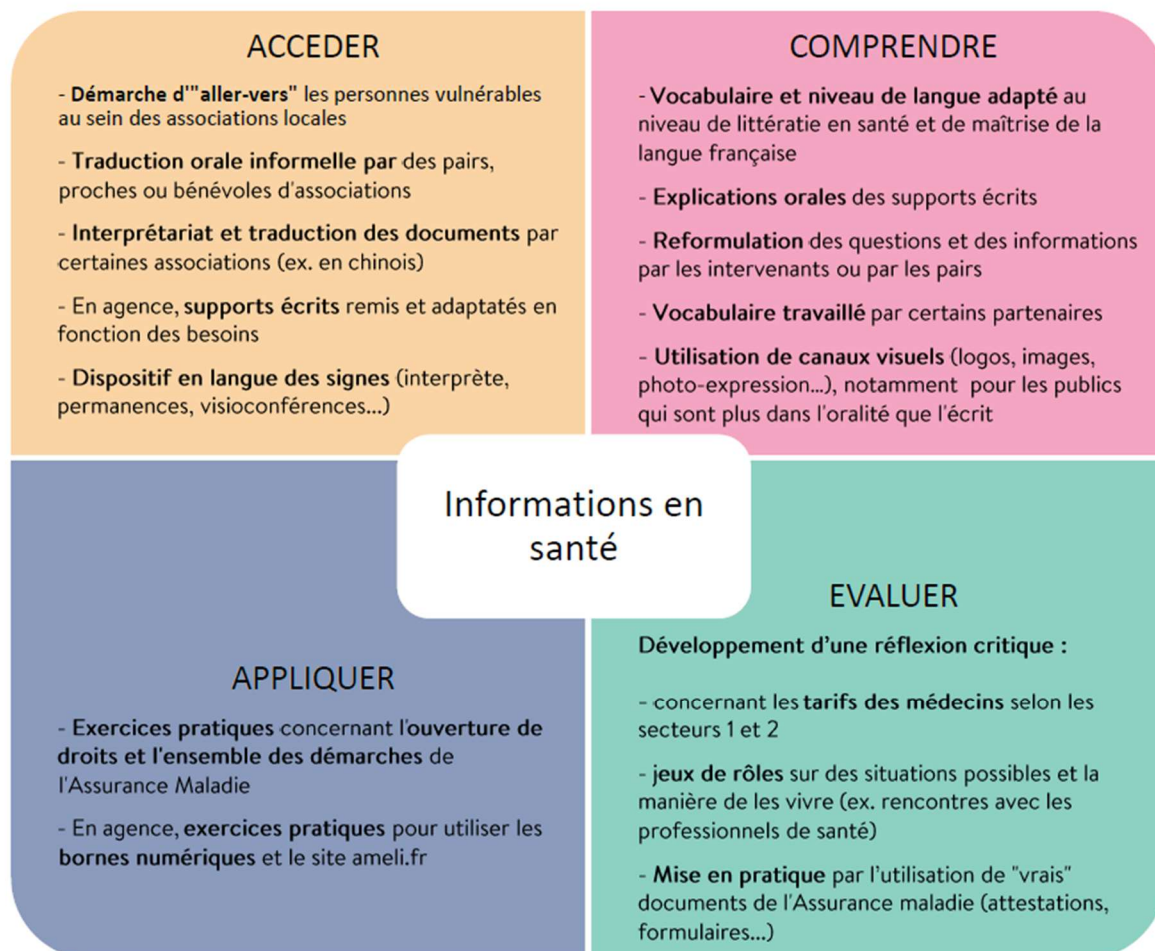 ACCEDER
- Démarche d'"aller-vers" les personnes vulnérables
au sein des associations locales
- Traduction orale informelle par des pairs,
proches ou bénévoles d'associations
- Interprétariat et traduction des documents par
certaines associations (ex. en chinois)
- En agence, supports écrits remis et adaptatés en
fonction des besoins
- Dispositif en langue des signes (interprète,
permanences, visioconférences...)
COMPRENDRE
- Vocabulaire et niveau de langue adapté au
niveau de littératie en santé et de maîtrise de la
langue française
- Explications orales des supports écrits
- Reformulation des questions et des informations
par les intervenants ou par les pairs
- Vocabulaire travaillé par certains partenaires
- Utilisation de canaux visuels (logos, images,
photo-expression...), notamment pour les publics
qui sont plus dans l'oralité que l'écrit
Informations en
santé
APPLIQUER
- Exercices pratiques concernant l'ouverture de
droits et l'ensemble des démarches de
l'Assurance Maladie
- En agence, exercices pratiques pour utiliser les
bornes numériques et le site ameli.fr
EVALUER
Développement d'une réflexion critique :
- concernant les tarifs des médecins selon les
secteurs 1 et 2
- jeux de rôles sur des situations possibles et la
manière de les vivre (ex. rencontres avec les
professionnels de santé)
- Mise en pratique par l'utilisation de "vrais"
documents de l'Assurance maladie (attestations,
formulaires...)